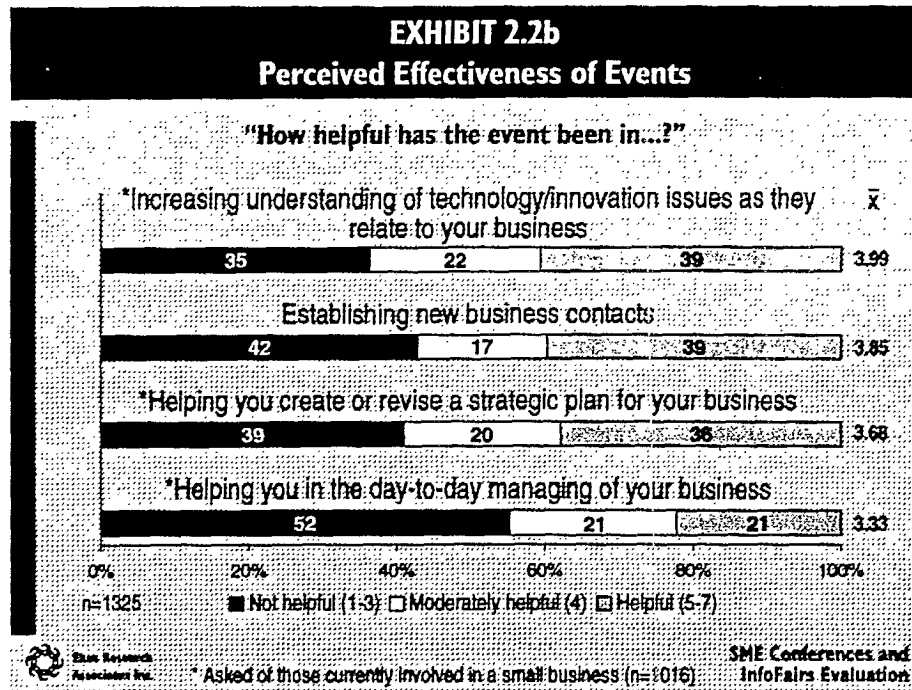 EXHIBIT 2.2b
Perceived Effectiveness of Events
"How helpful has the event been in...?"
*Increasing understanding of technology/innovation issues as they
relate to your business
x̄
35 22 39 3.99
Establishing new business contacts
42 17 39 3.85
*Helping you create or revise a strategic plan for your business
39 20 36 3.68
*Helping you in the day-to-day managing of your business
52 21 21 3.33
0% 20% 40% 60% 80% 100%
n=1325 Not helpful (1-3) Moderately helpful (4) Helpful (5-7)
Ekos Research
Associates Inc.
* Asked of those currently involved in a small business (n=1016)
SME Conferences and
InfoFairs Evaluation